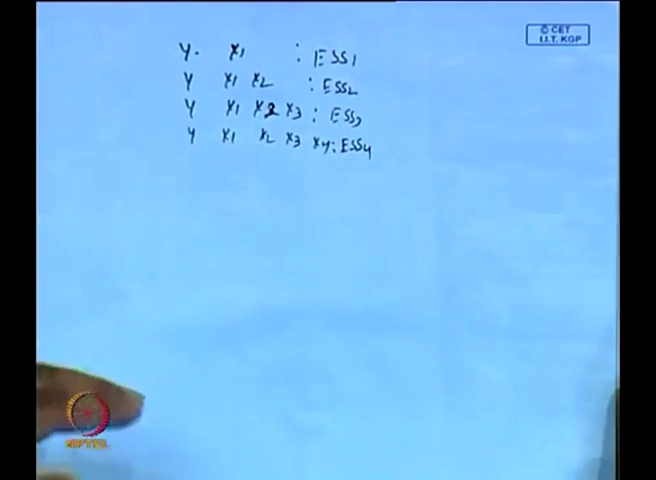 © CET
I.I.T. KGP
Y. X1 : ESS1
Y X1 X2 : ESS2
Y X1 X2 X3 : ESS3
Y X1 X2 X3 X4 : ESS4
NPTEL